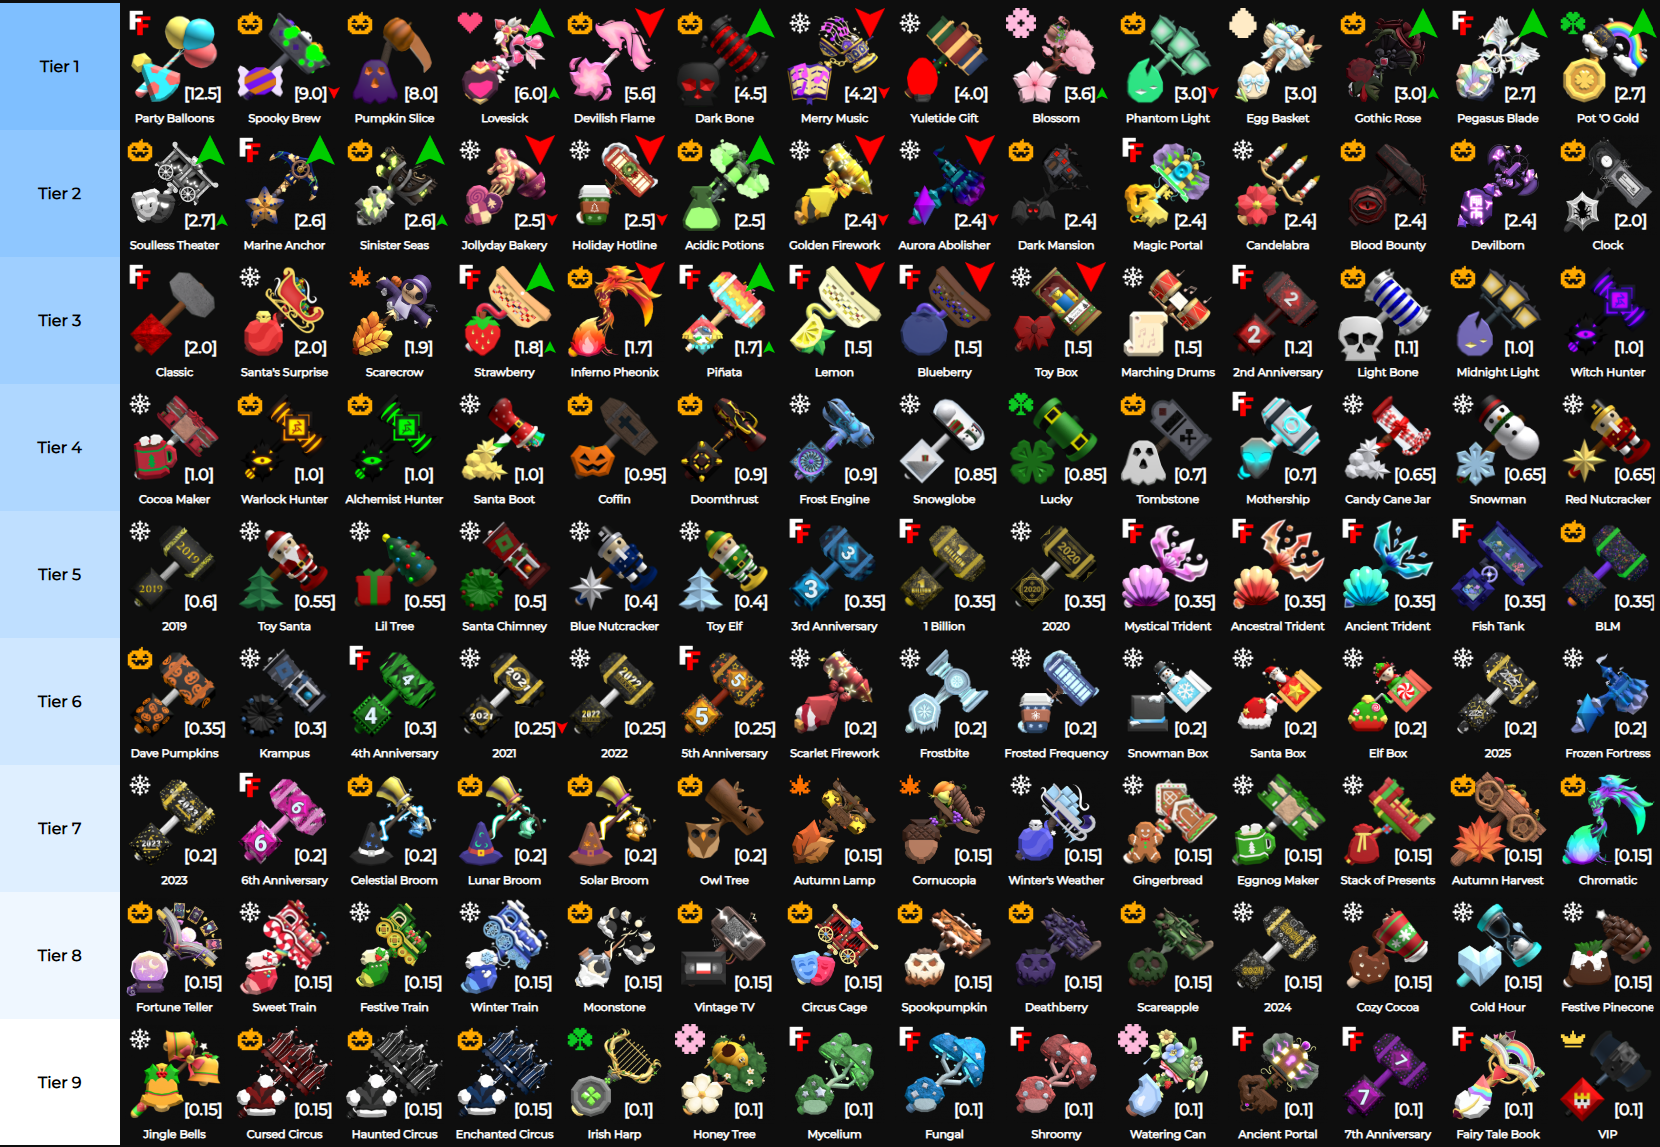 Tier 1
[12.5] [9.0] [8.0] [6.0] [5.6] [4.5] [4.2] [4.0] [3.6] [3.0] [3.0] [3.0] [2.7] [2.7]
Party Balloons Spooky Brew Pumpkin Slice Lovesick Devilish Flame Dark Bone Merry Music Yuletide Gift Blossom Phantom Light Egg Basket Gothic Rose Pegasus Blade Pot 'O Gold
Tier 2
[2.7] [2.6] [2.6] [2.5] [2.5] [2.5] [2.4] [2.4] [2.4] [2.4] [2.4] [2.4] [2.4] [2.0]
Soulless Theater Marine Anchor Sinister Seas Jollyday Bakery Holiday Hotline Acidic Potions Golden Firework Aurora Abolisher Dark Mansion Magic Portal Candelabra Blood Bounty Devilborn Clock
Tier 3
[2.0] [2.0] [1.9] [1.8] [1.7] [1.7] [1.5] [1.5] [1.5] [1.5] [1.2] [1.1] [1.0] [1.0]
Classic Santa's Surprise Scarecrow Strawberry Inferno Pheonix Piñata Lemon Blueberry Toy Box Marching Drums 2nd Anniversary Light Bone Midnight Light Witch Hunter
Tier 4
[1.0] [1.0] [1.0] [1.0] [0.95] [0.9] [0.9] [0.85] [0.85] [0.7] [0.7] [0.65] [0.65] [0.65]
Cocoa Maker Warlock Hunter Alchemist Hunter Santa Boot Coffin Doomthrust Frost Engine Snowglobe Lucky Tombstone Mothership Candy Cane Jar Snowman Red Nutcracker
Tier 5
[0.6] [0.55] [0.55] [0.5] [0.4] [0.4] [0.35] [0.35] [0.35] [0.35] [0.35] [0.35] [0.35] [0.35]
2019 Toy Santa Lil Tree Santa Chimney Blue Nutcracker Toy Elf 3rd Anniversary 1 Billion 2020 Mystical Trident Ancestral Trident Ancient Trident Fish Tank BLM
Tier 6
[0.35] [0.3] [0.3] [0.25] [0.25] [0.25] [0.2] [0.2] [0.2] [0.2] [0.2] [0.2] [0.2] [0.2]
Dave Pumpkins Krampus 4th Anniversary 2021 2022 5th Anniversary Scarlet Firework Frostbite Frosted Frequency Snowman Box Santa Box Elf Box 2025 Frozen Fortress
Tier 7
[0.2] [0.2] [0.2] [0.2] [0.2] [0.2] [0.15] [0.15] [0.15] [0.15] [0.15] [0.15] [0.15] [0.15]
2023 6th Anniversary Celestial Broom Lunar Broom Solar Broom Owl Tree Autumn Lamp Cornucopia Winter's Weather Gingerbread Eggnog Maker Stack of Presents Autumn Harvest Chromatic
Tier 8
[0.15] [0.15] [0.15] [0.15] [0.15] [0.15] [0.15] [0.15] [0.15] [0.15] [0.15] [0.15] [0.15] [0.15]
Fortune Teller Sweet Train Festive Train Winter Train Moonstone Vintage TV Circus Cage Spookpumpkin Deathberry Scareapple 2024 Cozy Cocoa Cold Hour Festive Pinecone
Tier 9
[0.15] [0.15] [0.15] [0.15] [0.1] [0.1] [0.1] [0.1] [0.1] [0.1] [0.1] [0.1] [0.1] [0.1]
Jingle Bells Cursed Circus Haunted Circus Enchanted Circus Irish Harp Honey Tree Mycelium Fungal Shroomy Watering Can Ancient Portal 7th Anniversary Fairy Tale Book VIP